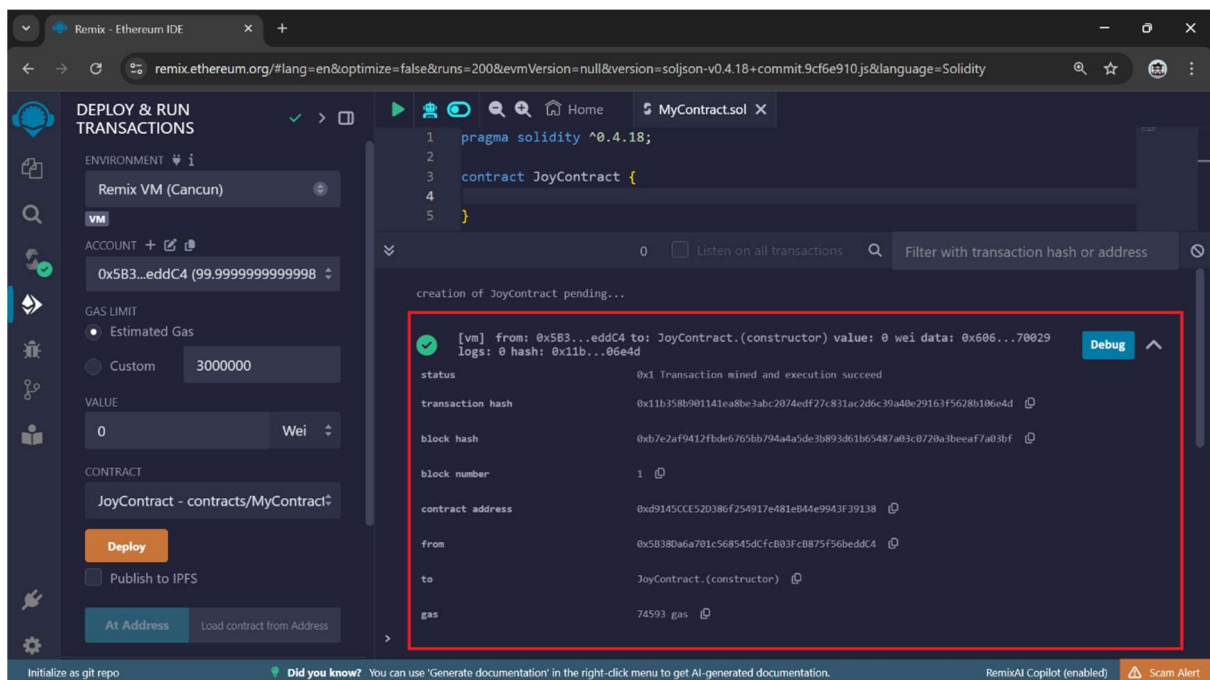 Remix - Ethereum IDE
remix.ethereum.org/#lang=en&optimize=false&runs=200&evmVersion=null&version=soljson-v0.4.18+commit.9cf6e910.js&language=Solidity
DEPLOY & RUN
TRANSACTIONS
ENVIRONMENT
Remix VM (Cancun)
VM
ACCOUNT
0x5B3...eddC4 (99.9999999999998
GAS LIMIT
Estimated Gas
Custom 3000000
VALUE
0 Wei
CONTRACT
JoyContract - contracts/MyContract
Deploy
Publish to IPFS
At Address Load contract from Address
Home MyContract.sol
1 pragma solidity ^0.4.18;
2
3 contract JoyContract {
4
5 }
0 Listen on all transactions Filter with transaction hash or address
creation of JoyContract pending...
[vm] from: 0x5B3...eddC4 to: JoyContract.(constructor) value: 0 wei data: 0x606...70029
logs: 0 hash: 0x11b...06e4d
Debug
status 0x1 Transaction mined and execution succeed
transaction hash 0x11b358b901141ea8be3abc2074edf27c831ac2d6c39a40e29163f5628b106e4d
block hash 0xb7e2af9412fbde6765bb794a4a5de3b893d61b65487a03c0720a3beeaf7a03bf
block number 1
contract address 0xd9145CCE52D386f254917e481eB44e9943F39138
from 0x5B38Da6a701c568545dCfcB03FcB875f56beddC4
to JoyContract.(constructor)
gas 74593 gas
>
Initialize as git repo Did you know? You can use 'Generate documentation' in the right-click menu to get AI-generated documentation. RemixAI Copilot (enabled) Scam Alert